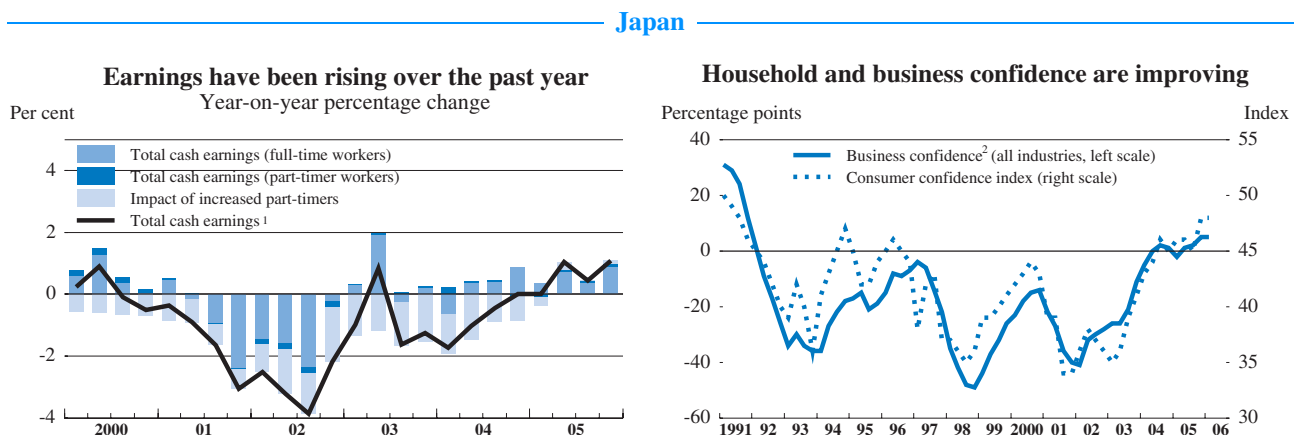 Japan
Earnings have been rising over the past year
Year-on-year percentage change
Per cent
Total cash earnings (full-time workers)
Total cash earnings (part-timer workers)
Impact of increased part-timers
Total cash earnings 1
4
2
0
-2
-4
2000 01 02 03 04 05
Household and business confidence are improving
Percentage points Index
Business confidence2 (all industries, left scale)
Consumer confidence index (right scale)
40 55
20 50
0 45
-20 40
-40 35
-60 30
1991 92 93 94 95 96 97 98 99 2000 01 02 03 04 05 06